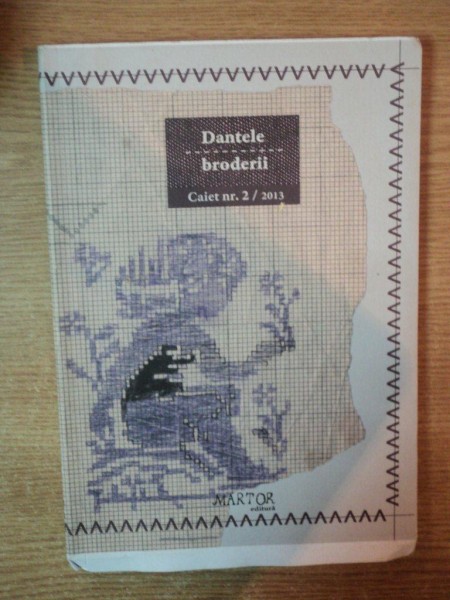 Dantele
broderii
Caiet nr. 2 / 2013
MARTOR
editură